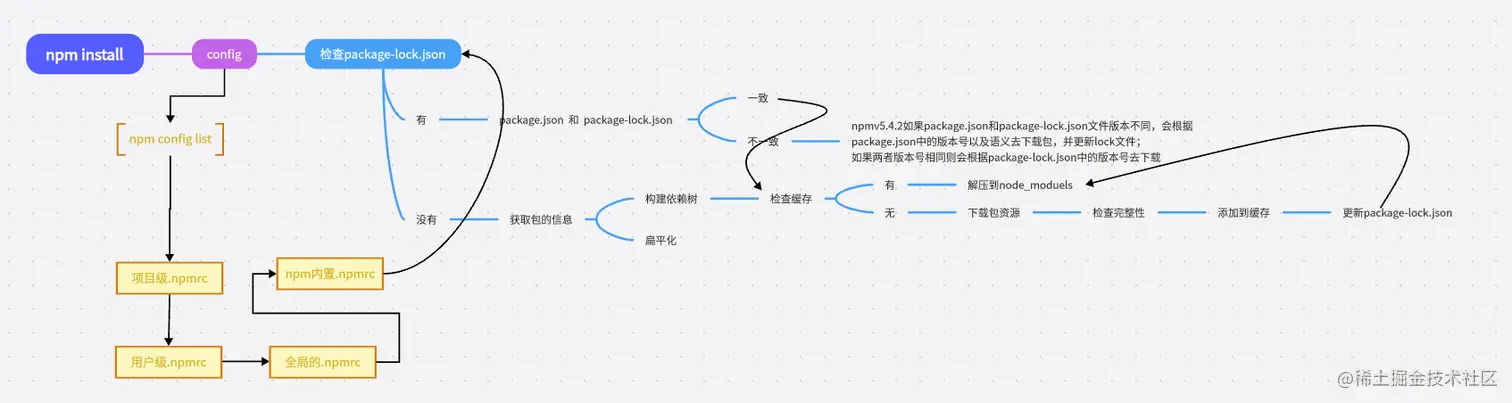 npm install
config
检查package-lock.json
npm config list
项目级.npmrc
用户级.npmrc
全局的.npmrc
npm内置.npmrc
有
package.json 和 package-lock.json
一致
不一致
npmv5.4.2如果package.json和package-lock.json文件版本不同，会根据
package.json中的版本号以及语义去下载包，并更新lock文件；
如果两者版本号相同则会根据package-lock.json中的版本号去下载
没有
获取包的信息
构建依赖树
扁平化
检查缓存
有
解压到node_moduels
无
下载包资源
检查完整性
添加到缓存
更新package-lock.json
@稀土掘金技术社区